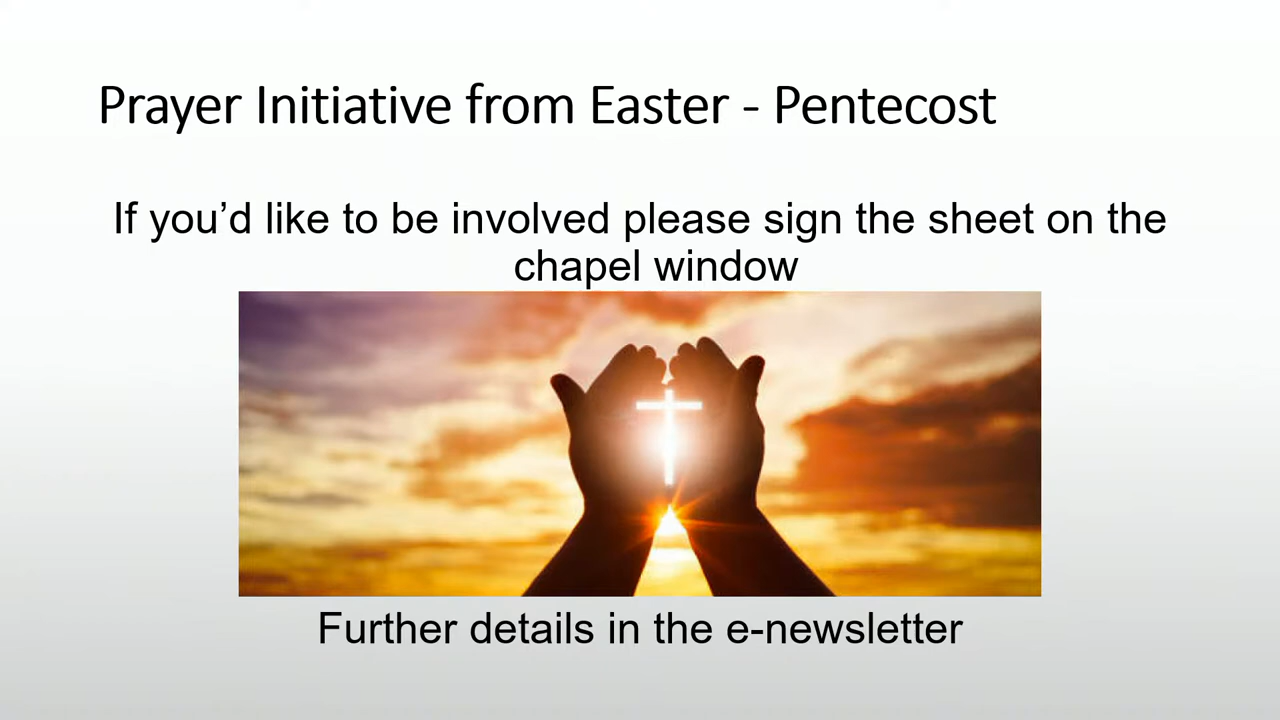 Prayer Initiative from Easter - Pentecost
If you’d like to be involved please sign the sheet on the
chapel window
Further details in the e-newsletter